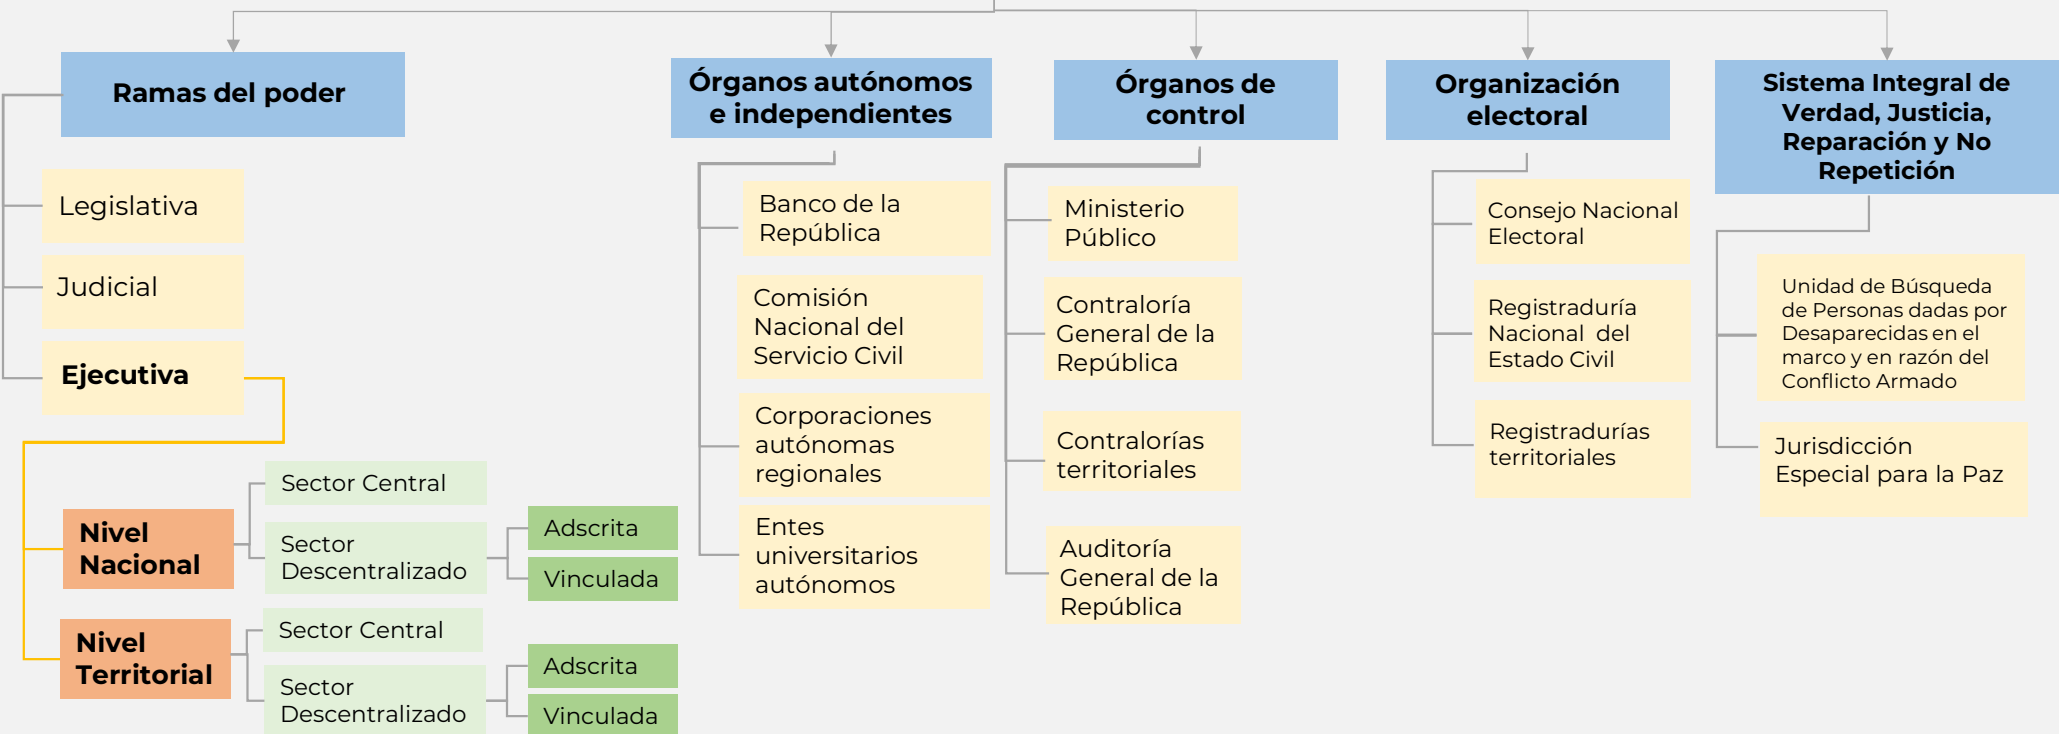 Ramas del poder
Legislativa
Judicial
Ejecutiva
Nivel
Nacional
Sector Central
Sector
Descentralizado
Adscrita
Vinculada
Nivel
Territorial
Sector Central
Sector
Descentralizado
Adscrita
Vinculada
Órganos autónomos
e independientes
Banco de la
República
Comisión
Nacional del
Servicio Civil
Corporaciones
autónomas
regionales
Entes
universitarios
autónomos
Órganos de
control
Ministerio
Público
Contraloría
General de la
República
Contralorías
territoriales
Auditoría
General de la
República
Organización
electoral
Consejo Nacional
Electoral
Registraduría
Nacional del
Estado Civil
Registradurías
territoriales
Sistema Integral de
Verdad, Justicia,
Reparación y No
Repetición
Unidad de Búsqueda
de Personas dadas por
Desaparecidas en el
marco y en razón del
Conflicto Armado
Jurisdicción
Especial para la Paz